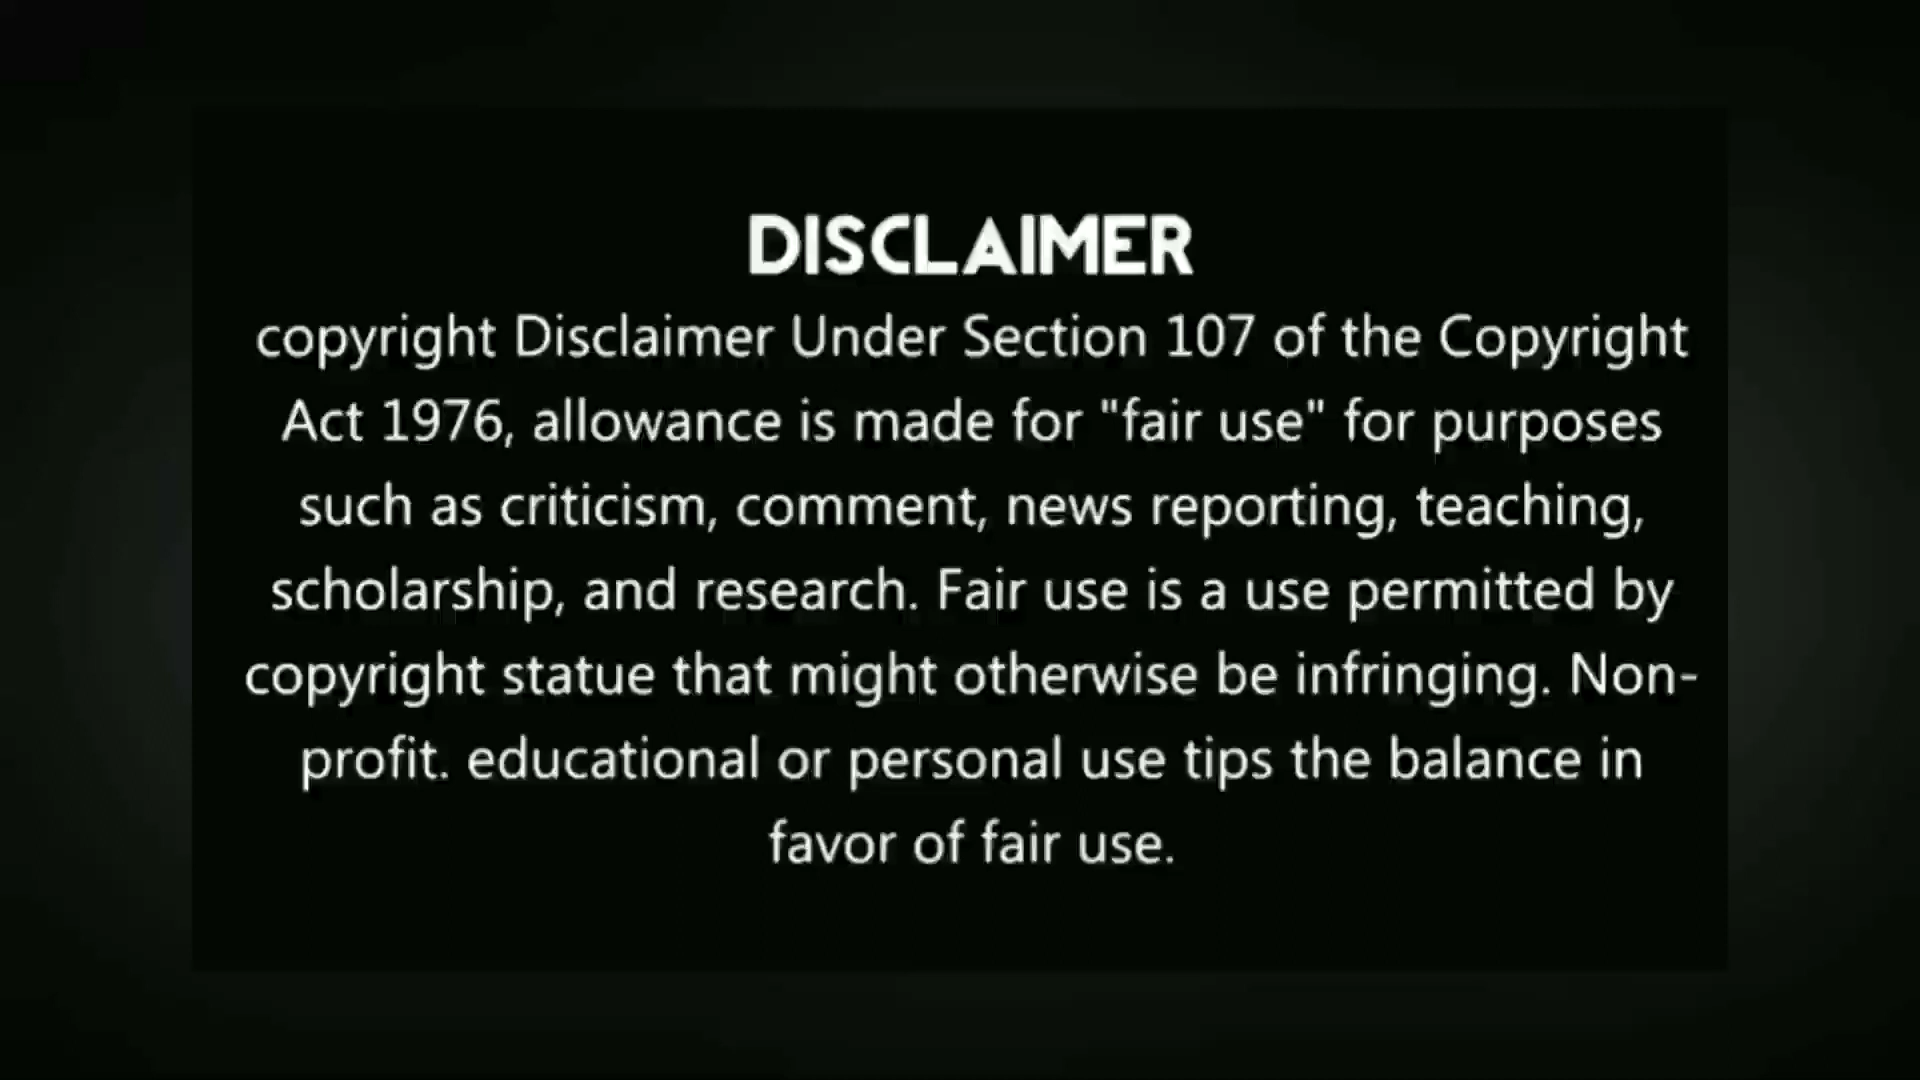 DISCLAIMER
copyright Disclaimer Under Section 107 of the Copyright
Act 1976, allowance is made for "fair use" for purposes
such as criticism, comment, news reporting, teaching,
scholarship, and research. Fair use is a use permitted by
copyright statue that might otherwise be infringing. Non-
profit. educational or personal use tips the balance in
favor of fair use.